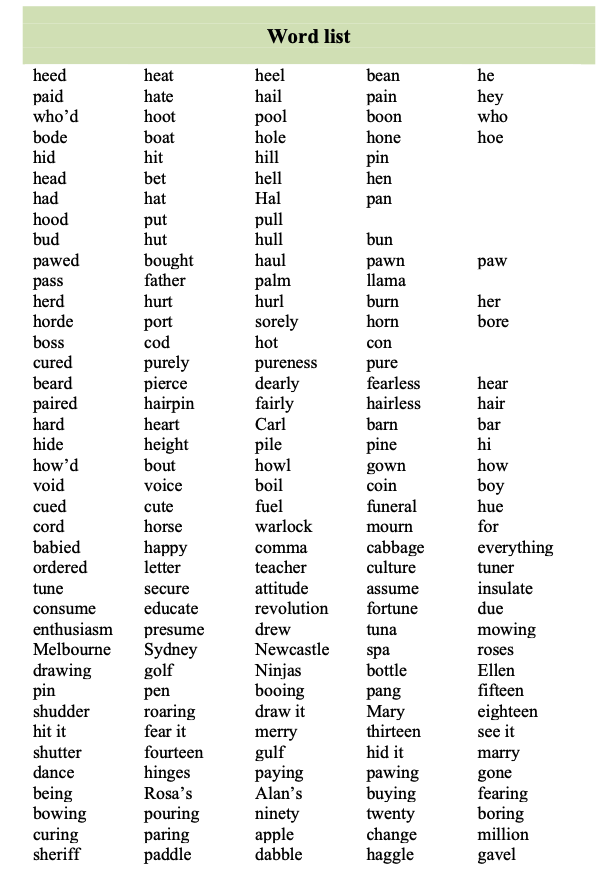 Word list
heed heat heel bean he
paid hate hail pain hey
who’d hoot pool boon who
bode boat hole hone hoe
hid hit hill pin
head bet hell hen
had hat Hal pan
hood put pull
bud hut hull bun
pawed bought haul pawn paw
pass father palm llama
herd hurt hurl burn her
horde port sorely horn bore
boss cod hot con
cured purely pureness pure
beard pierce dearly fearless hear
paired hairpin fairly hairless hair
hard heart Carl barn bar
hide height pile pine hi
how’d bout howl gown how
void voice boil coin boy
cued cute fuel funeral hue
cord horse warlock mourn for
babied happy comma cabbage everything
ordered letter teacher culture tuner
tune secure attitude assume insulate
consume educate revolution fortune due
enthusiasm presume drew tuna mowing
Melbourne Sydney Newcastle spa roses
drawing golf Ninjas bottle Ellen
pin pen booing pang fifteen
shudder roaring draw it Mary eighteen
hit it fear it merry thirteen see it
shutter fourteen gulf hid it marry
dance hinges paying pawing gone
being Rosa’s Alan’s buying fearing
bowing pouring ninety twenty boring
curing paring apple change million
sheriff paddle dabble haggle gavel